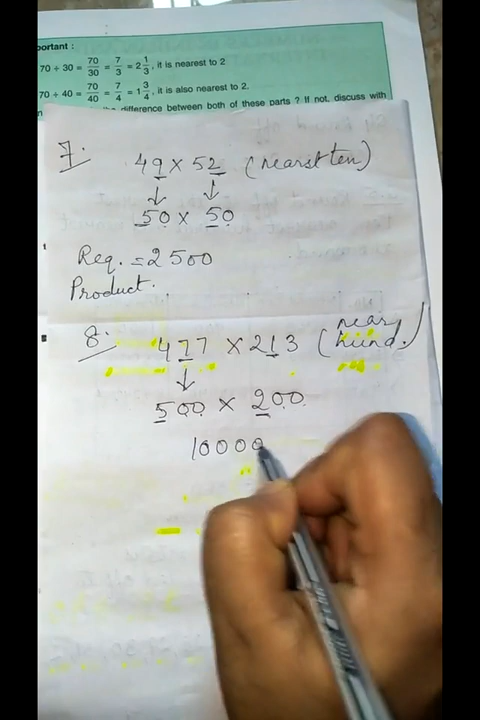 portant :
70 ÷ 30 = 70/30 = 7/3 = 2 1/3, it is nearest to 2
70 ÷ 40 = 70/40 = 7/4 = 1 3/4, it is also nearest to 2.
difference between both of these parts ? If not, discuss with
7.
49 × 52 (nearst ten)
50 × 50
Req. = 2500
Product.
8. 477 × 213 (near hund.)
500 × 200
10000